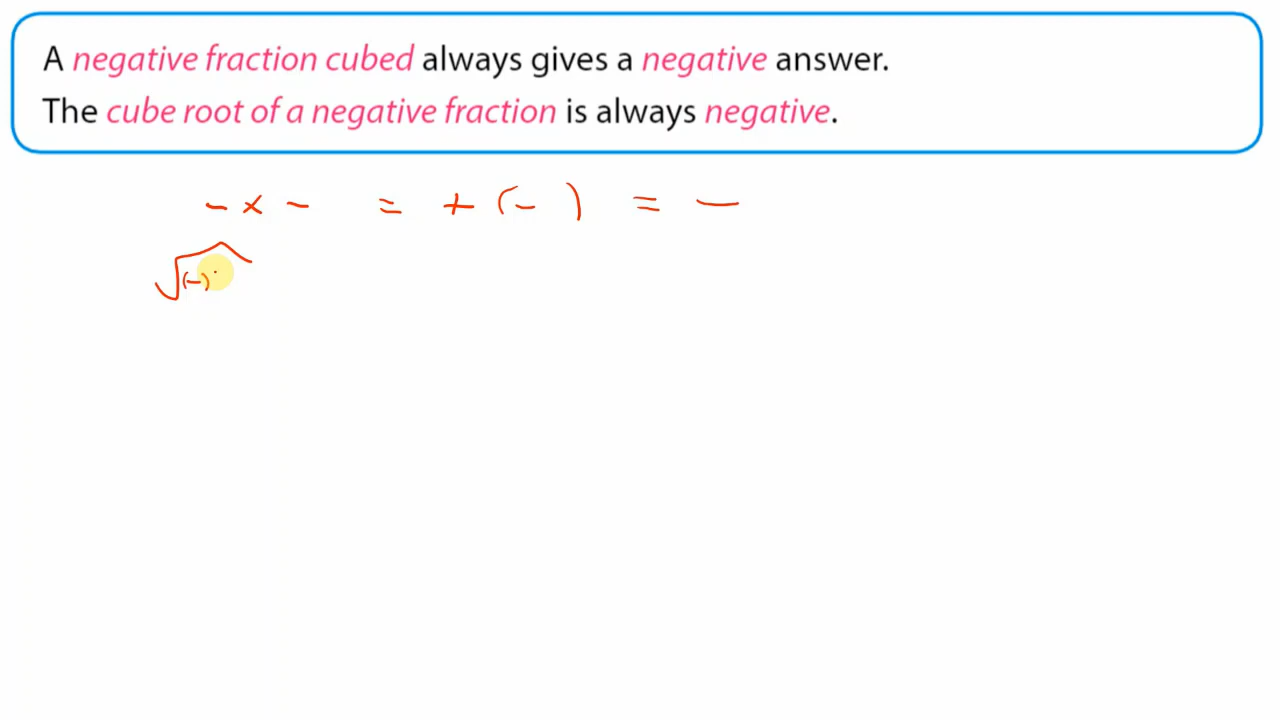 A negative fraction cubed always gives a negative answer.
The cube root of a negative fraction is always negative.
- × - = + (-) = -
√(-)